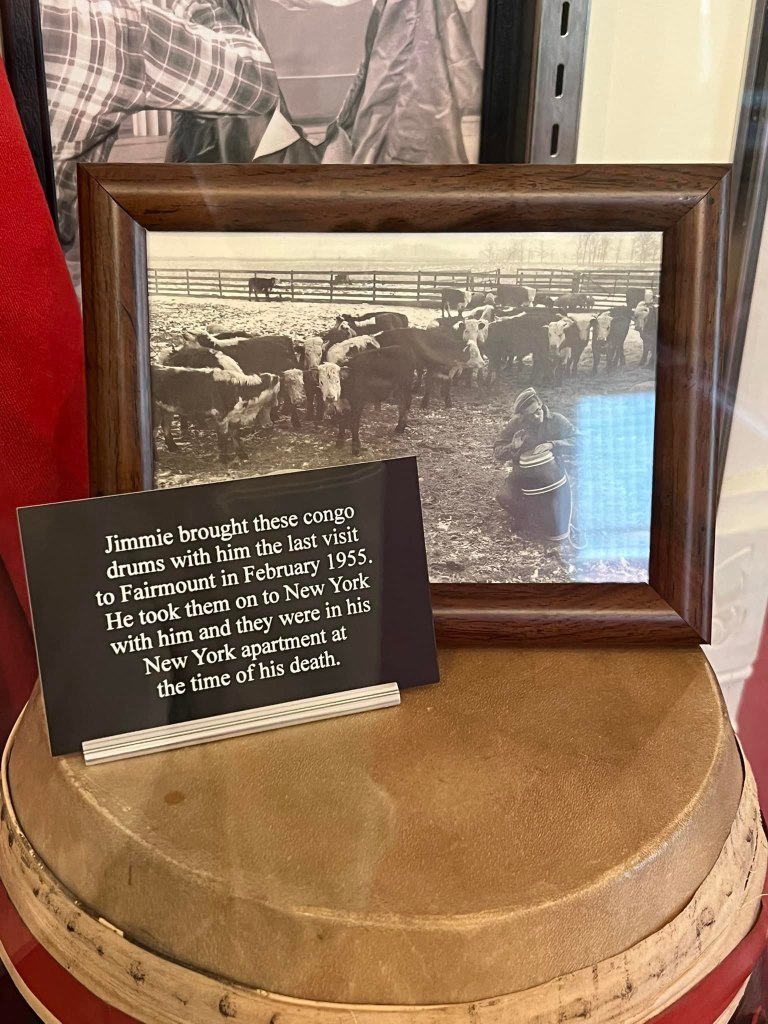 Jimmie brought these congo
drums with him the last visit
to Fairmount in February 1955.
He took them on to New York
with him and they were in his
New York apartment at
the time of his death.